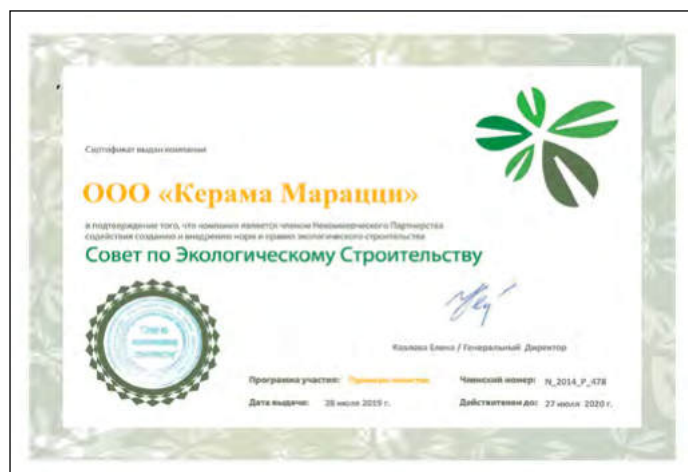 Сертификат выдан компании
ООО «Керама Марацци»
в подтверждение того, что компания является членом Некоммерческого Партнерства
содействия созданию и внедрению норм и правил экологического строительства
Совет по Экологическому Строительству
Козлова Елена / Генеральный Директор
Программа участия:
Членский номер: N_2014_P_478
Дата выдачи: 28 июля 2019 г.
Действителен до: 27 июля 2020 г.